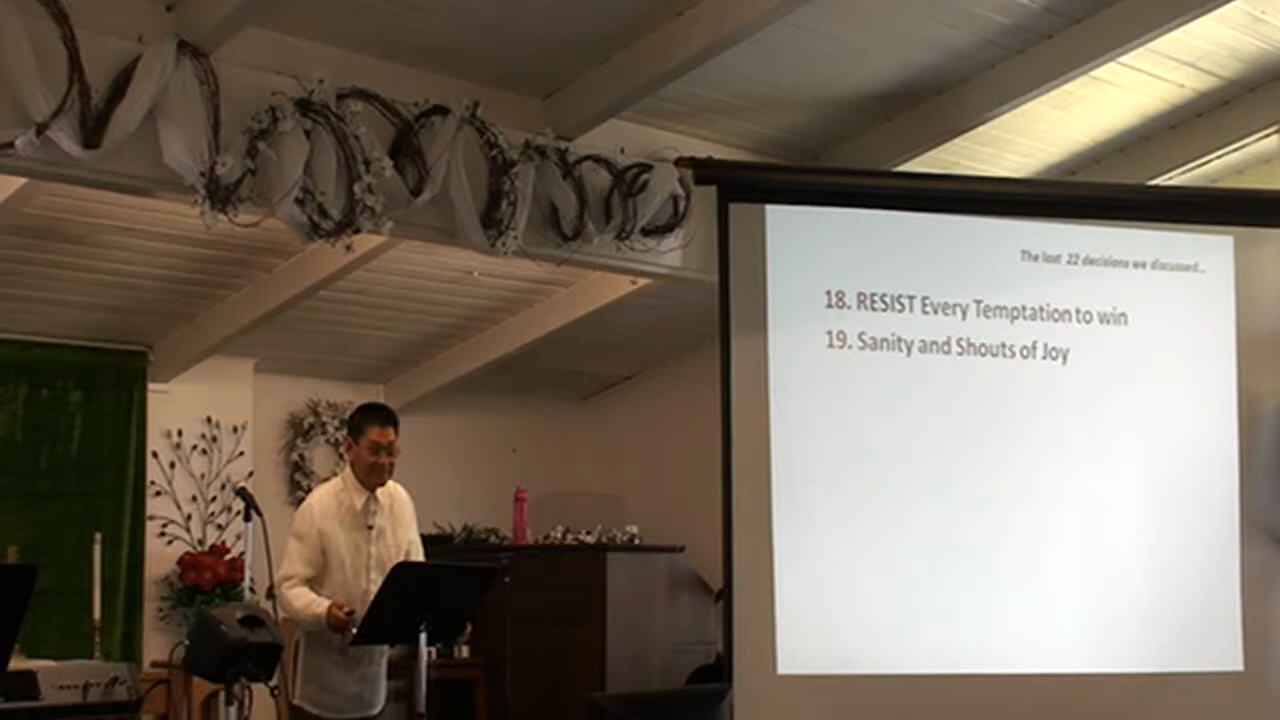 The last 22 decisions we discussed...
18. RESIST Every Temptation to win
19. Sanity and Shouts of Joy